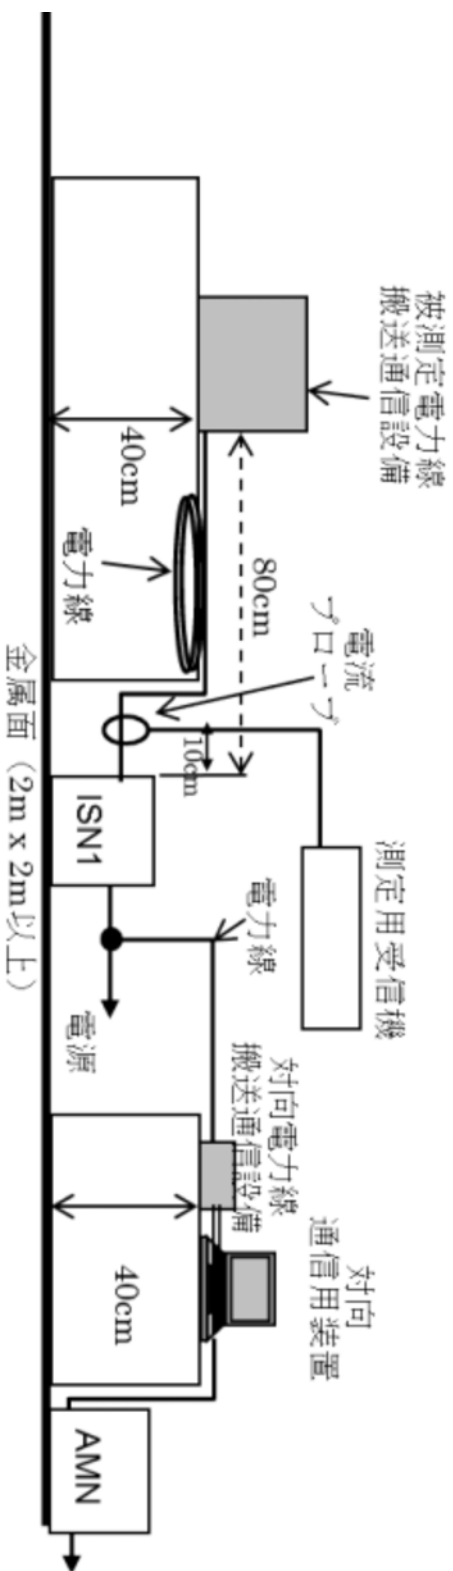 被測定電力線
搬送通信設備
40cm
電力線
80cm
電流
プローブ
10cm
ISN1
測定用受信機
電力線
電源
対向電力線
搬送通信設備
対向
通信用装置
40cm
AMN
金属面（2m x 2m以上）